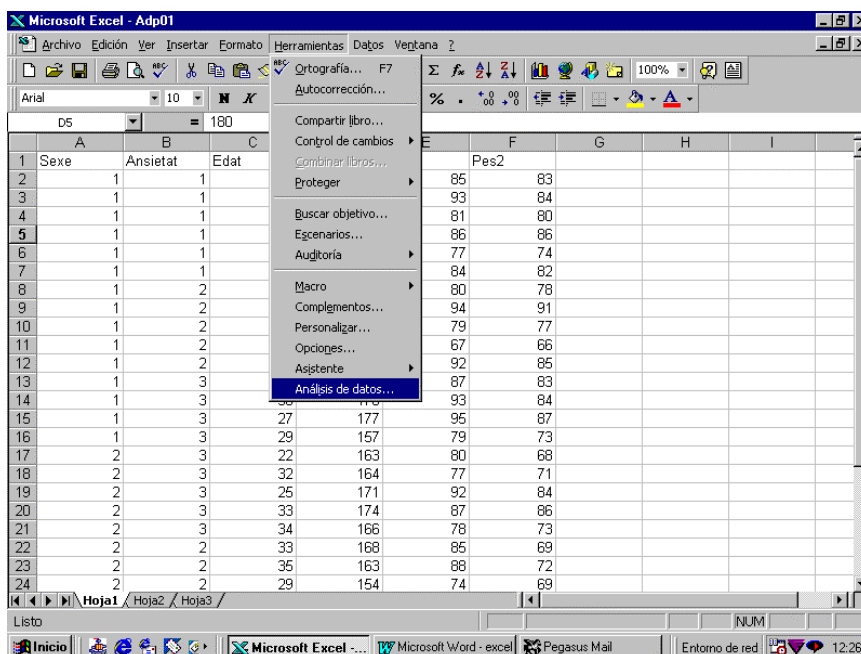 Microsoft Excel - Adp01
Archivo Edición Ver Insertar Formato Herramientas Datos Ventana ?
100%
Arial 10 N K % .
D5 = 180
Ortografía... F7
Autocorrección...
Compartir libro...
Control de cambios
Combinar libros...
Proteger
Buscar objetivo...
Escenarios...
Auditoría
Macro
Complementos...
Personalizar...
Opciones...
Asistente
Análisis de datos...
A B C E F G H I
1 Sexe Ansietat Edat Pes2
2 1 1 85 83
3 1 1 93 84
4 1 1 81 80
5 1 1 86 86
6 1 1 77 74
7 1 1 84 82
8 1 2 80 78
9 1 2 94 91
10 1 2 79 77
11 1 2 67 66
12 1 2 92 85
13 1 3 87 83
14 1 3 93 84
15 1 3 27 177 95 87
16 1 3 29 157 79 73
17 2 3 22 163 80 68
18 2 3 32 164 77 71
19 2 3 25 171 92 84
20 2 3 33 174 87 86
21 2 3 34 166 78 73
22 2 2 33 168 85 69
23 2 2 35 163 88 72
24 2 2 29 154 74 69
Hoja1 Hoja2 Hoja3
Listo NUM
Inicio Microsoft Excel -... Microsoft Word - excel Pegasus Mail Entorno de red 12:28